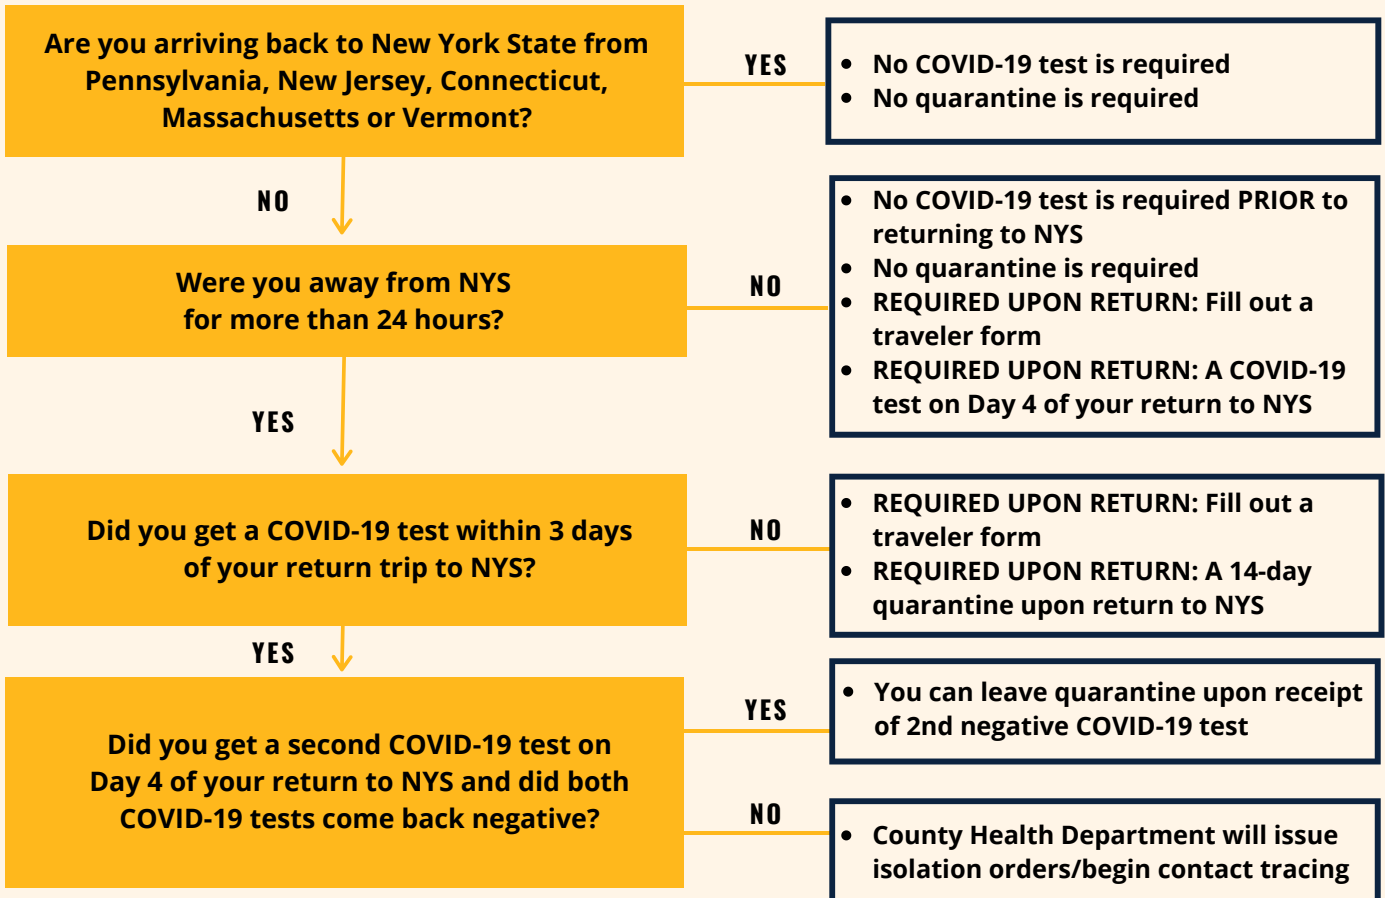 Are you arriving back to New York State from
Pennsylvania, New Jersey, Connecticut,
Massachusetts or Vermont?
YES
• No COVID-19 test is required
• No quarantine is required
NO
Were you away from NYS
for more than 24 hours?
NO
• No COVID-19 test is required PRIOR to
returning to NYS
• No quarantine is required
• REQUIRED UPON RETURN: Fill out a
traveler form
• REQUIRED UPON RETURN: A COVID-19
test on Day 4 of your return to NYS
YES
Did you get a COVID-19 test within 3 days
of your return trip to NYS?
NO
• REQUIRED UPON RETURN: Fill out a
traveler form
• REQUIRED UPON RETURN: A 14-day
quarantine upon return to NYS
YES
Did you get a second COVID-19 test on
Day 4 of your return to NYS and did both
COVID-19 tests come back negative?
YES
• You can leave quarantine upon receipt
of 2nd negative COVID-19 test
NO
• County Health Department will issue
isolation orders/begin contact tracing